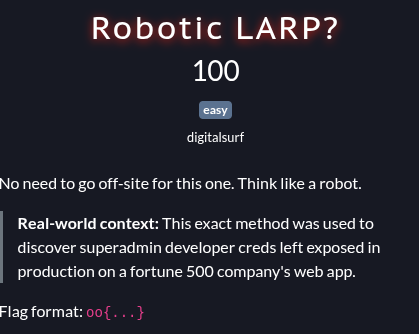 Robotic LARP?
100
easy
digitalsurf
No need to go off-site for this one. Think like a robot.
Real-world context: This exact method was used to
discover superadmin developer creds left exposed in
production on a fortune 500 company's web app.
Flag format: oo{...}